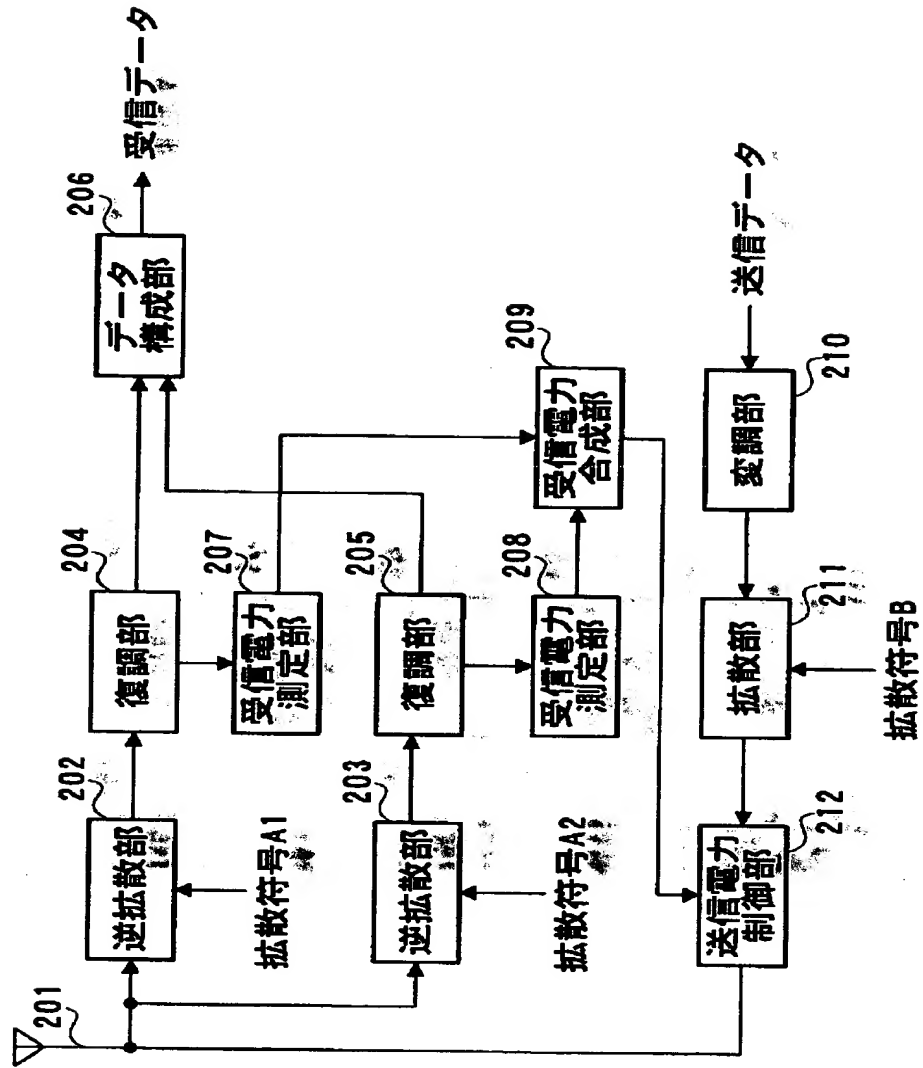 201
202
逆拡散部
拡散符号A1
204
復調部
206
データ
構成部
受信データ
207
受信電力
測定部
203
逆拡散部
拡散符号A2
205
復調部
208
受信電力
測定部
209
受信電力
合成部
212
送信電力
制御部
211
拡散部
拡散符号B
210
変調部
送信データ